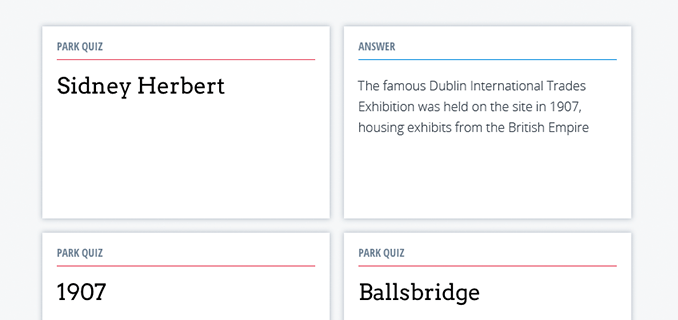 PARK QUIZ
Sidney Herbert
ANSWER
The famous Dublin International Trades
Exhibition was held on the site in 1907,
housing exhibits from the British Empire
PARK QUIZ
1907
PARK QUIZ
Ballsbridge